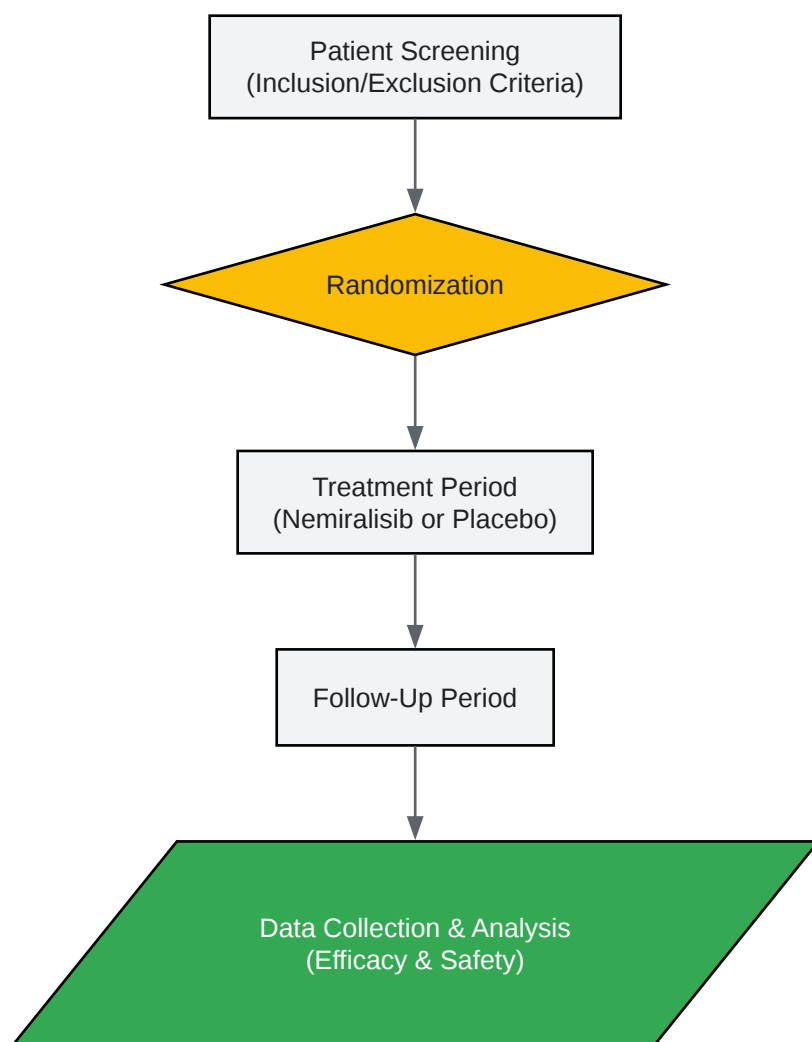 Patient Screening
(Inclusion/Exclusion Criteria)
Randomization
Treatment Period
(Nemiralisib or Placebo)
Follow-Up Period
Data Collection & Analysis
(Efficacy & Safety)